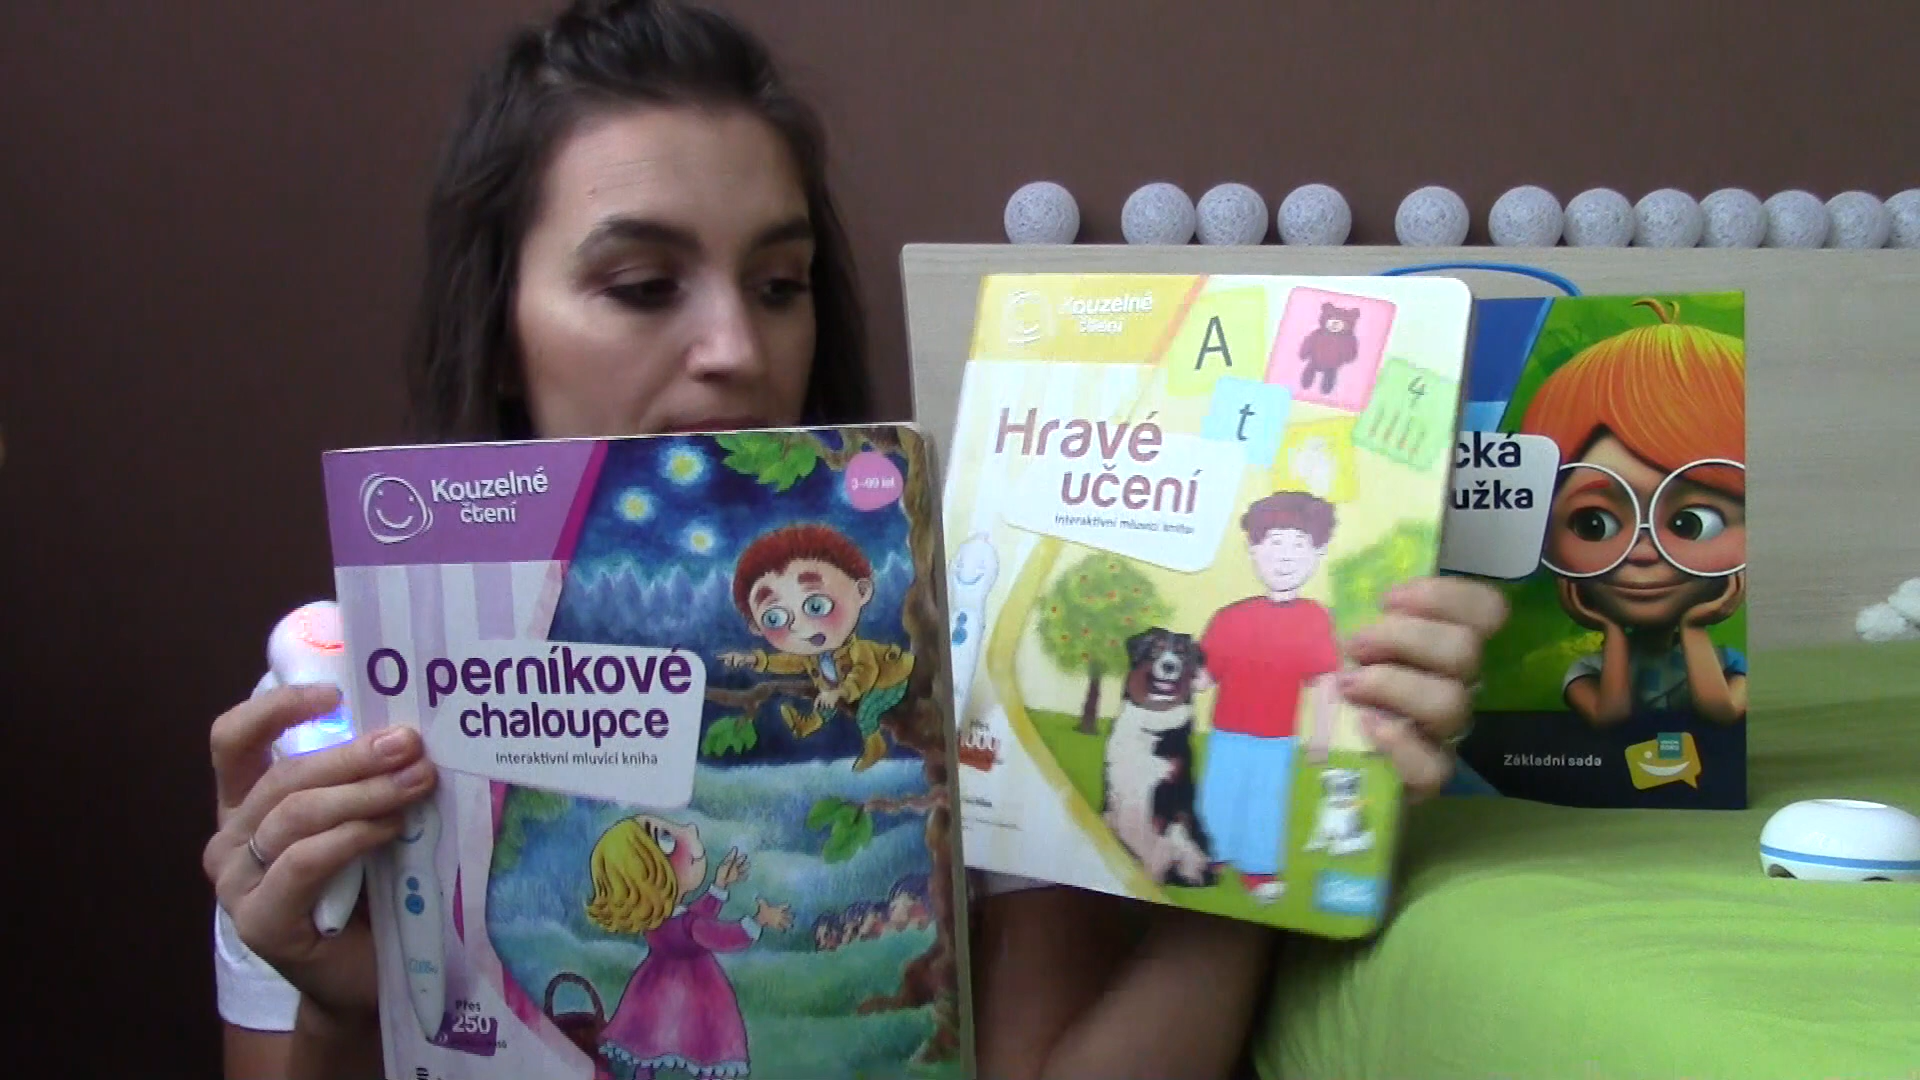 Kouzelné
čtení
3-99 let
O perníkové
chaloupce
Interaktivní mluvící kniha
Přes
250
Kouzelné
čtení
A
t
4
Hravé
učení
Interaktivní mluvící kniha
cká
užka
Základní sada